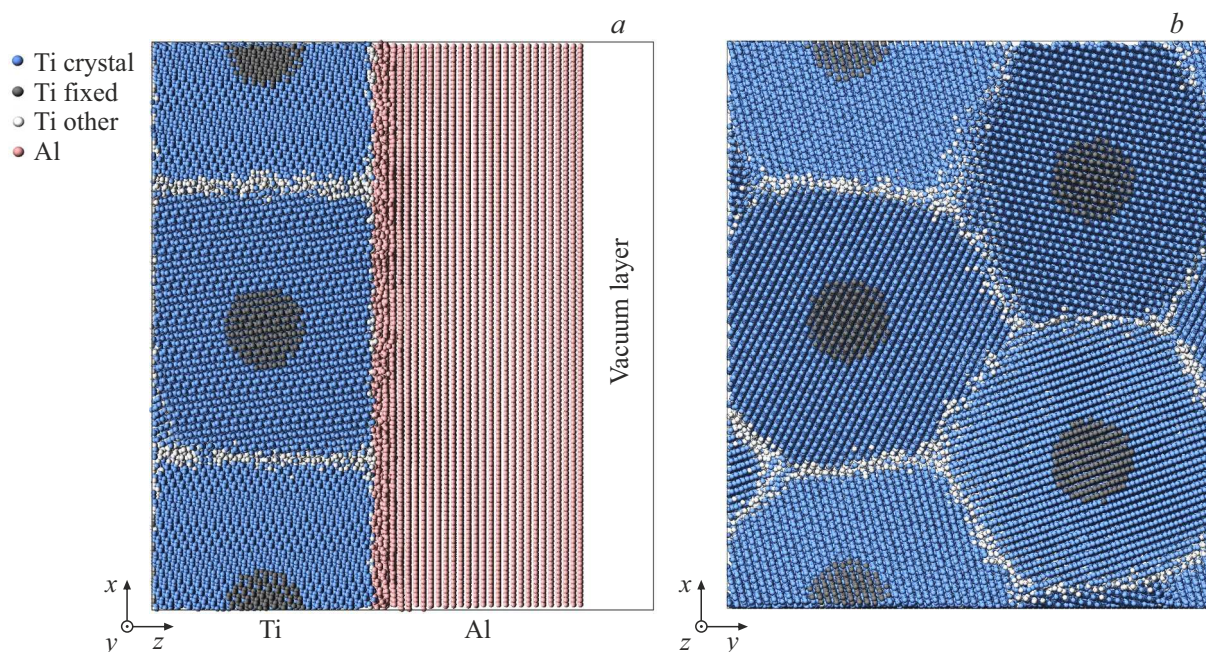 a
b
Ti crystal
Ti fixed
Ti other
Al
Vacuum layer
x
y
z
Ti
Al
x
z
y